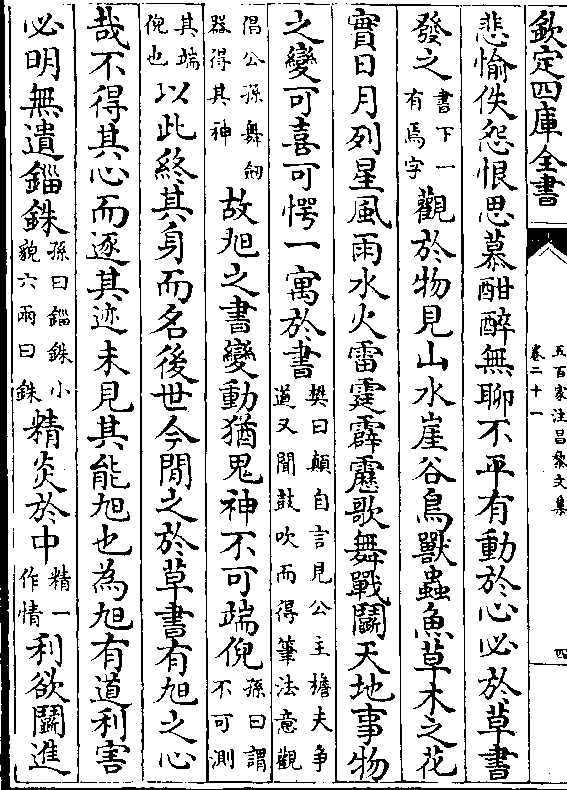 欽定四庫全書
五百家注昌黎文集
卷二十一
四
悲愉佚怨恨思慕酣醉無聊不平有動於心必於草書
發之書下一有焉字觀於物見山水崖谷鳥獸蟲魚草木之花
實日月列星風雨水火雷霆霹靂歌舞戰鬭天地事物
之變可喜可愕一寓於書樊曰顛自言見公主檐夫争道又聞鼓吹而得筆法意觀
倡公孫舞劒器得其神故旭之書變動猶鬼神不可端倪孫曰謂不可測
其端倪也以此終其身而名後世今閒之於草書有旭之心
哉不得其心而逐其迹未見其能旭也為旭有道利害
必明無遺錙銖孫曰錙銖小貌六兩曰銖精炎於中精一作情利欲鬭進